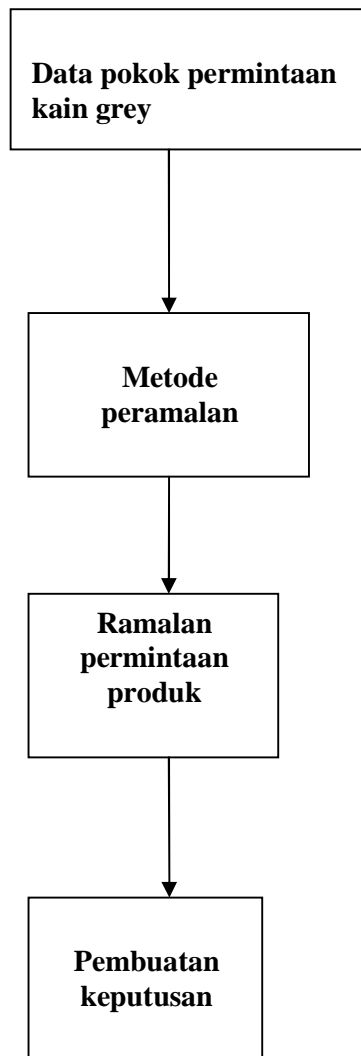 Data pokok permintaan
kain grey
Metode
peramalan
Ramalan
permintaan
produk
Pembuatan
keputusan